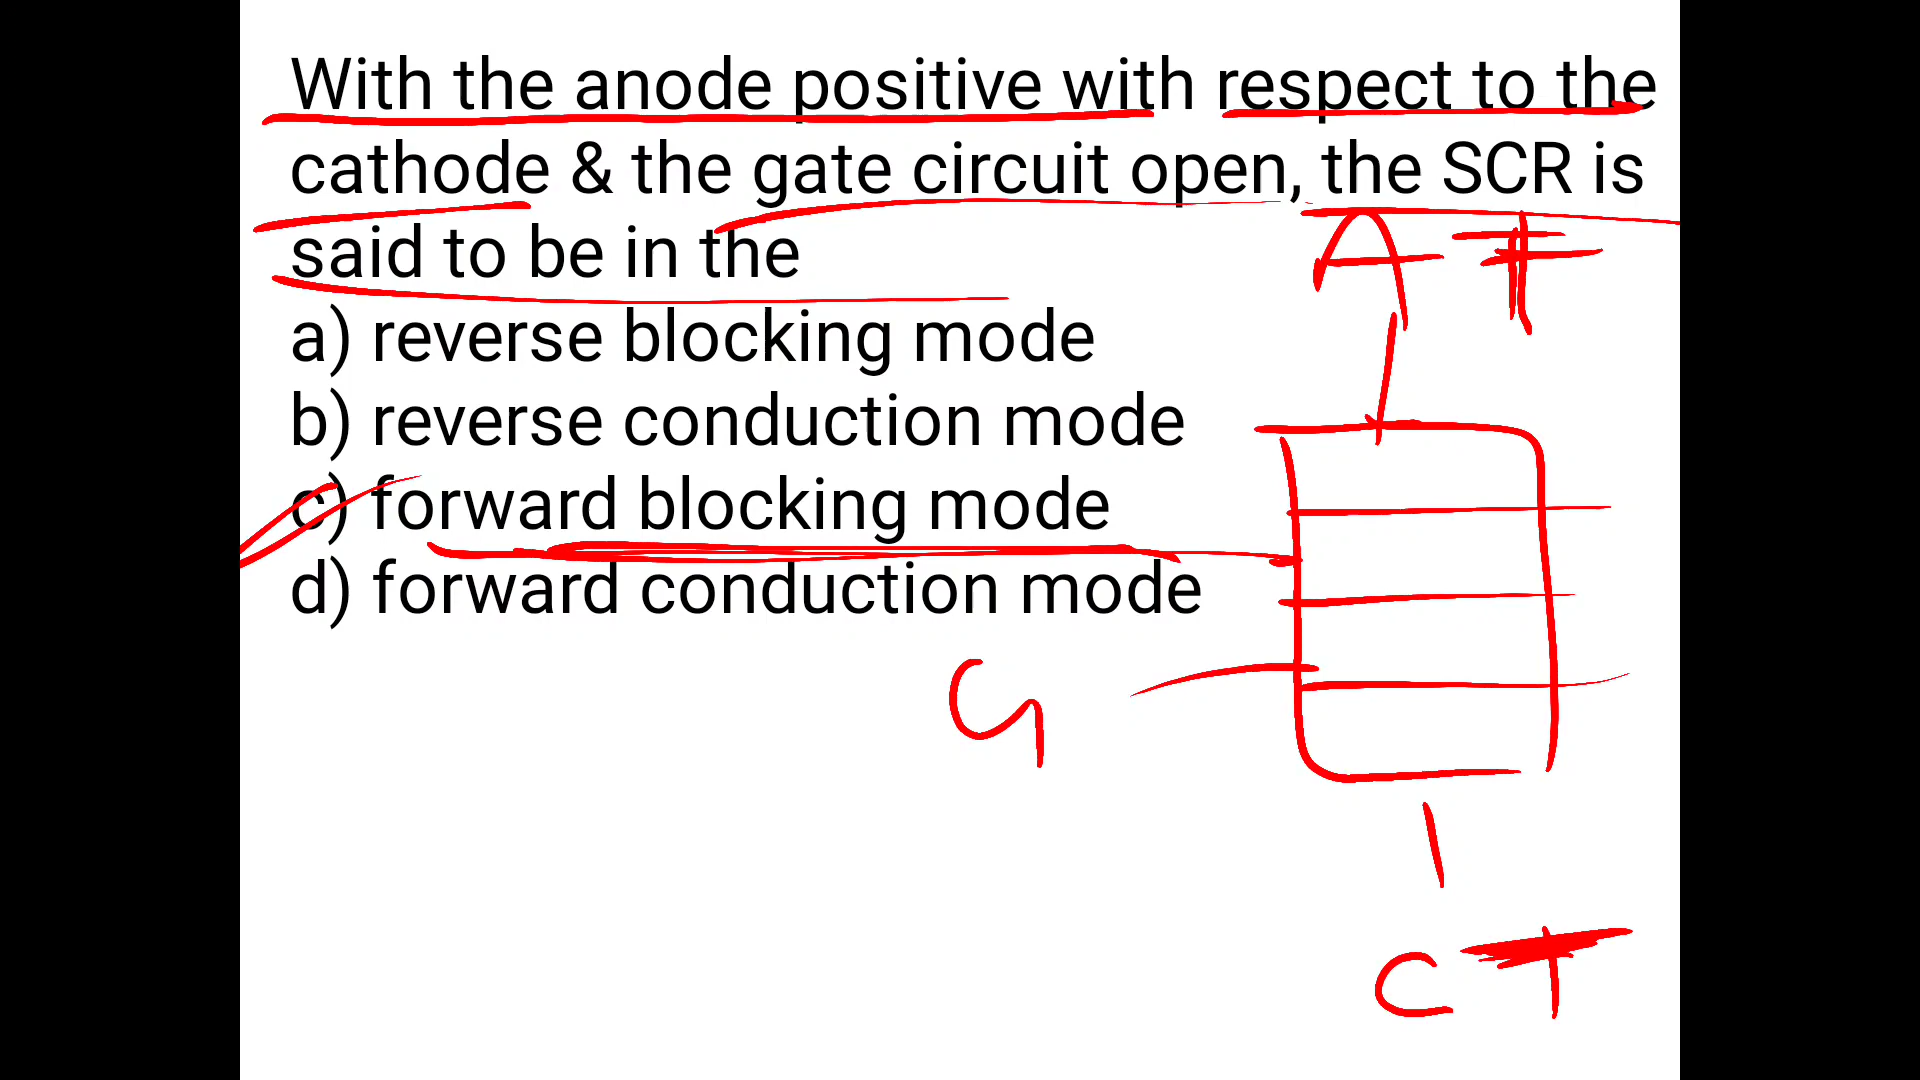 With the anode positive with respect to the
cathode & the gate circuit open, the SCR is
said to be in the
A
a) reverse blocking mode
b) reverse conduction mode
c) forward blocking mode
d) forward conduction mode
G
C